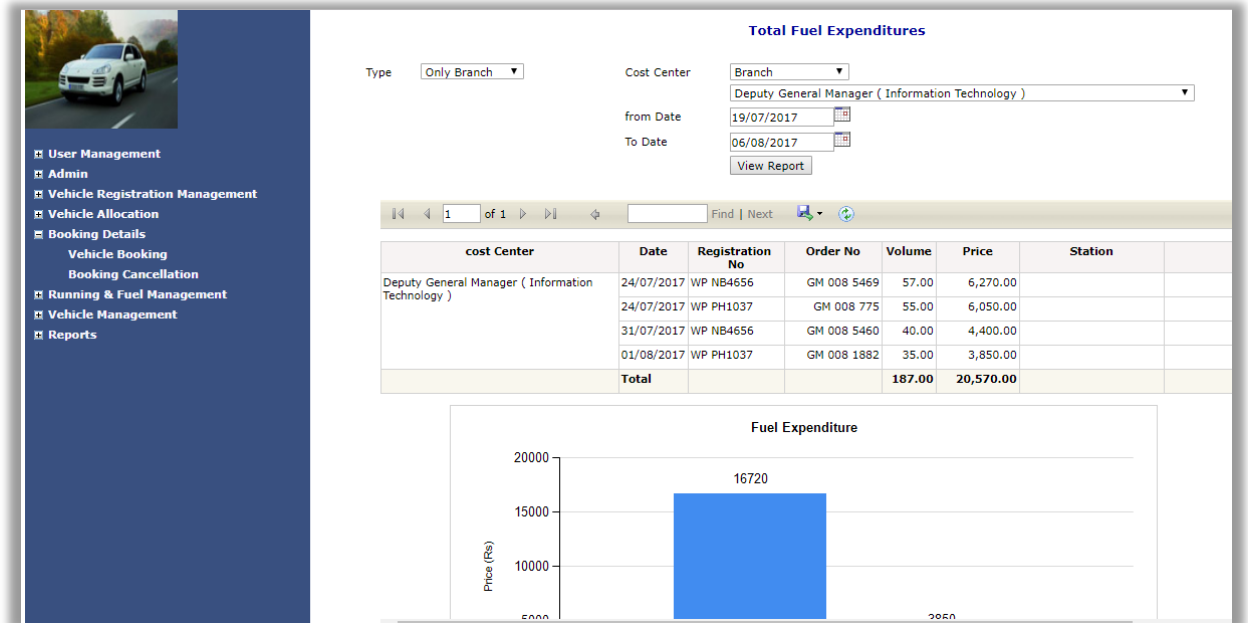 Total Fuel Expenditures
Type Only Branch Cost Center Branch
Deputy General Manager ( Information Technology )
from Date 19/07/2017
To Date 06/08/2017
View Report
User Management
Admin
Vehicle Registration Management
Vehicle Allocation
Booking Details
Vehicle Booking
Booking Cancellation
Running & Fuel Management
Vehicle Management
Reports
1 of 1 Find | Next
cost Center Date Registration No Order No Volume Price Station
Deputy General Manager ( Information Technology ) 24/07/2017 WP NB4656 GM 008 5469 57.00 6,270.00
24/07/2017 WP PH1037 GM 008 775 55.00 6,050.00
31/07/2017 WP NB4656 GM 008 5460 40.00 4,400.00
01/08/2017 WP PH1037 GM 008 1882 35.00 3,850.00
Total 187.00 20,570.00
Fuel Expenditure
20000
16720
15000
Price (Rs)
10000
5000
3850